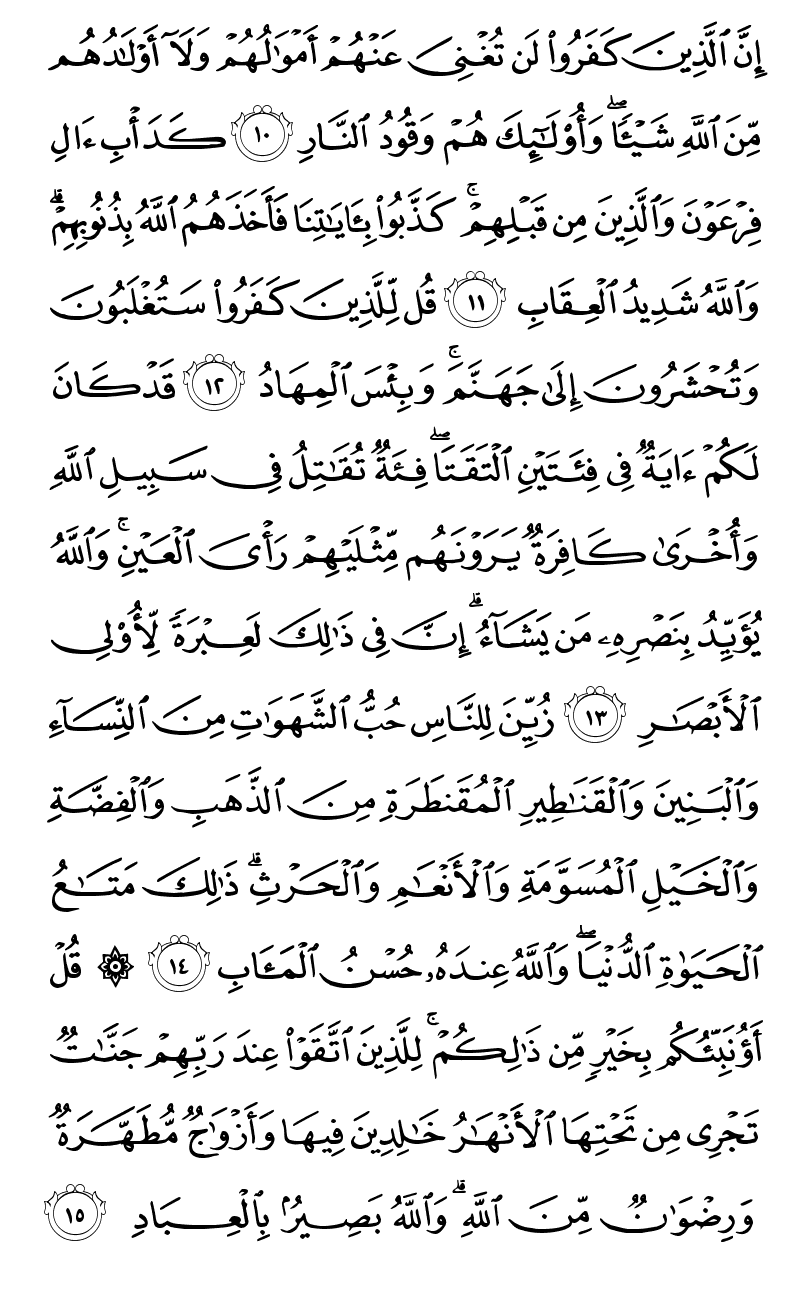 إِنَّ ٱلَّذِينَ كَفَرُوا۟ لَن تُغْنِىَ عَنْهُمْ أَمْوَٰلُهُمْ وَلَآ أَوْلَـٰدُهُم
مِّنَ ٱللَّهِ شَيْـًٔا ۖ وَأُو۟لَـٰٓئِكَ هُمْ وَقُودُ ٱلنَّارِ ١٠ كَدَأْبِ ءَالِ
فِرْعَوْنَ وَٱلَّذِينَ مِن قَبْلِهِمْ ۚ كَذَّبُوا۟ بِـَٔايَـٰتِنَا فَأَخَذَهُمُ ٱللَّهُ بِذُنُوبِهِمْ ۗ
وَٱللَّهُ شَدِيدُ ٱلْعِقَابِ ١١ قُل لِّلَّذِينَ كَفَرُوا۟ سَتُغْلَبُونَ
وَتُحْشَرُونَ إِلَىٰ جَهَنَّمَ ۚ وَبِئْسَ ٱلْمِهَادُ ١٢ قَدْ كَانَ
لَكُمْ ءَايَةٌ فِى فِئَتَيْنِ ٱلْتَقَتَا ۖ فِئَةٌ تُقَـٰتِلُ فِى سَبِيلِ ٱللَّهِ
وَأُخْرَىٰ كَافِرَةٌ يَرَوْنَهُم مِّثْلَيْهِمْ رَأْىَ ٱلْعَيْنِ ۚ وَٱللَّهُ
يُؤَيِّدُ بِنَصْرِهِۦ مَن يَشَآءُ ۗ إِنَّ فِى ذَٰلِكَ لَعِبْرَةً لِّأُو۟لِى
ٱلْأَبْصَـٰرِ ١٣ زُيِّنَ لِلنَّاسِ حُبُّ ٱلشَّهَوَٰتِ مِنَ ٱلنِّسَآءِ
وَٱلْبَنِينَ وَٱلْقَنَـٰطِيرِ ٱلْمُقَنطَرَةِ مِنَ ٱلذَّهَبِ وَٱلْفِضَّةِ
وَٱلْخَيْلِ ٱلْمُسَوَّمَةِ وَٱلْأَنْعَـٰمِ وَٱلْحَرْثِ ۗ ذَٰلِكَ مَتَـٰعُ
ٱلْحَيَوٰةِ ٱلدُّنْيَا ۖ وَٱللَّهُ عِندَهُۥ حُسْنُ ٱلْمَـَٔابِ ١٤ ۞ قُلْ
أَؤُنَبِّئُكُم بِخَيْرٍ مِّن ذَٰلِكُمْ ۚ لِلَّذِينَ ٱتَّقَوْا۟ عِندَ رَبِّهِمْ جَنَّـٰتٌ
تَجْرِى مِن تَحْتِهَا ٱلْأَنْهَـٰرُ خَـٰلِدِينَ فِيهَا وَأَزْوَٰجٌ مُّطَهَّرَةٌ
وَرِضْوَٰنٌ مِّنَ ٱللَّهِ ۗ وَٱللَّهُ بَصِيرٌۢ بِٱلْعِبَادِ ١٥